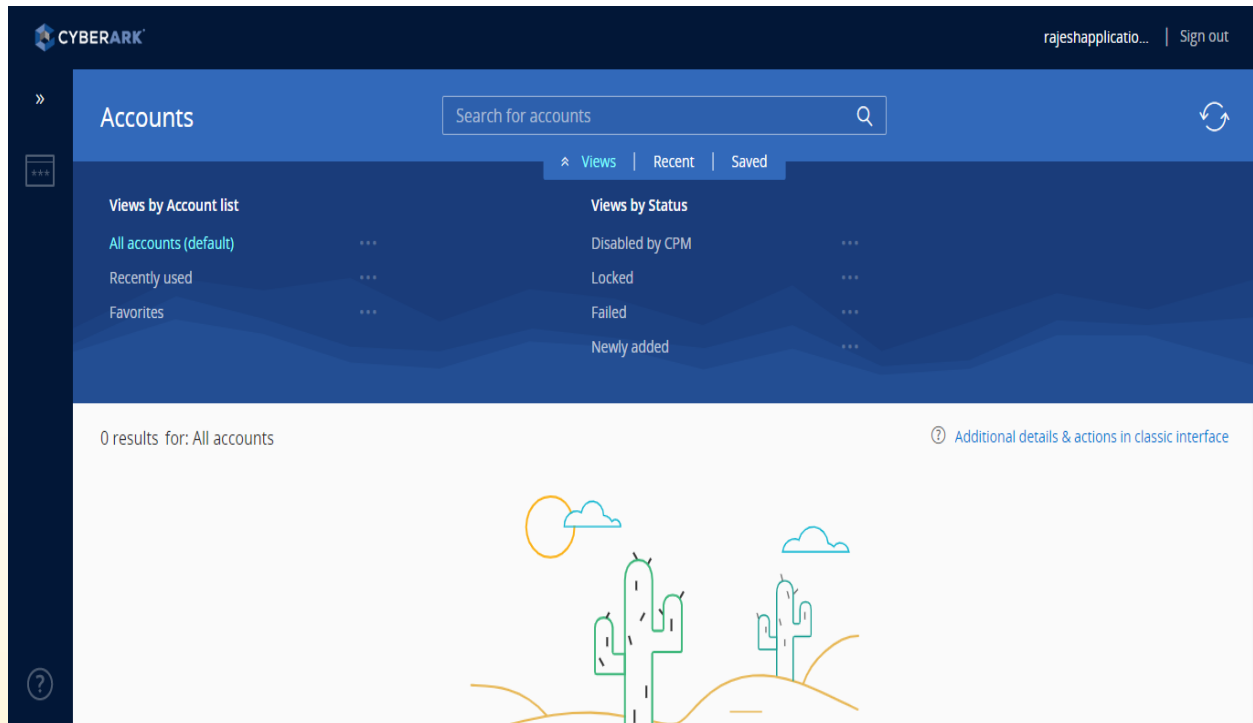 CYBERARK
rajeshapplicatio... | Sign out
»
Accounts
Search for accounts
***
Views | Recent | Saved
Views by Account list
All accounts (default) ...
Recently used ...
Favorites ...
Views by Status
Disabled by CPM ...
Locked ...
Failed ...
Newly added ...
0 results for: All accounts
? Additional details & actions in classic interface
?